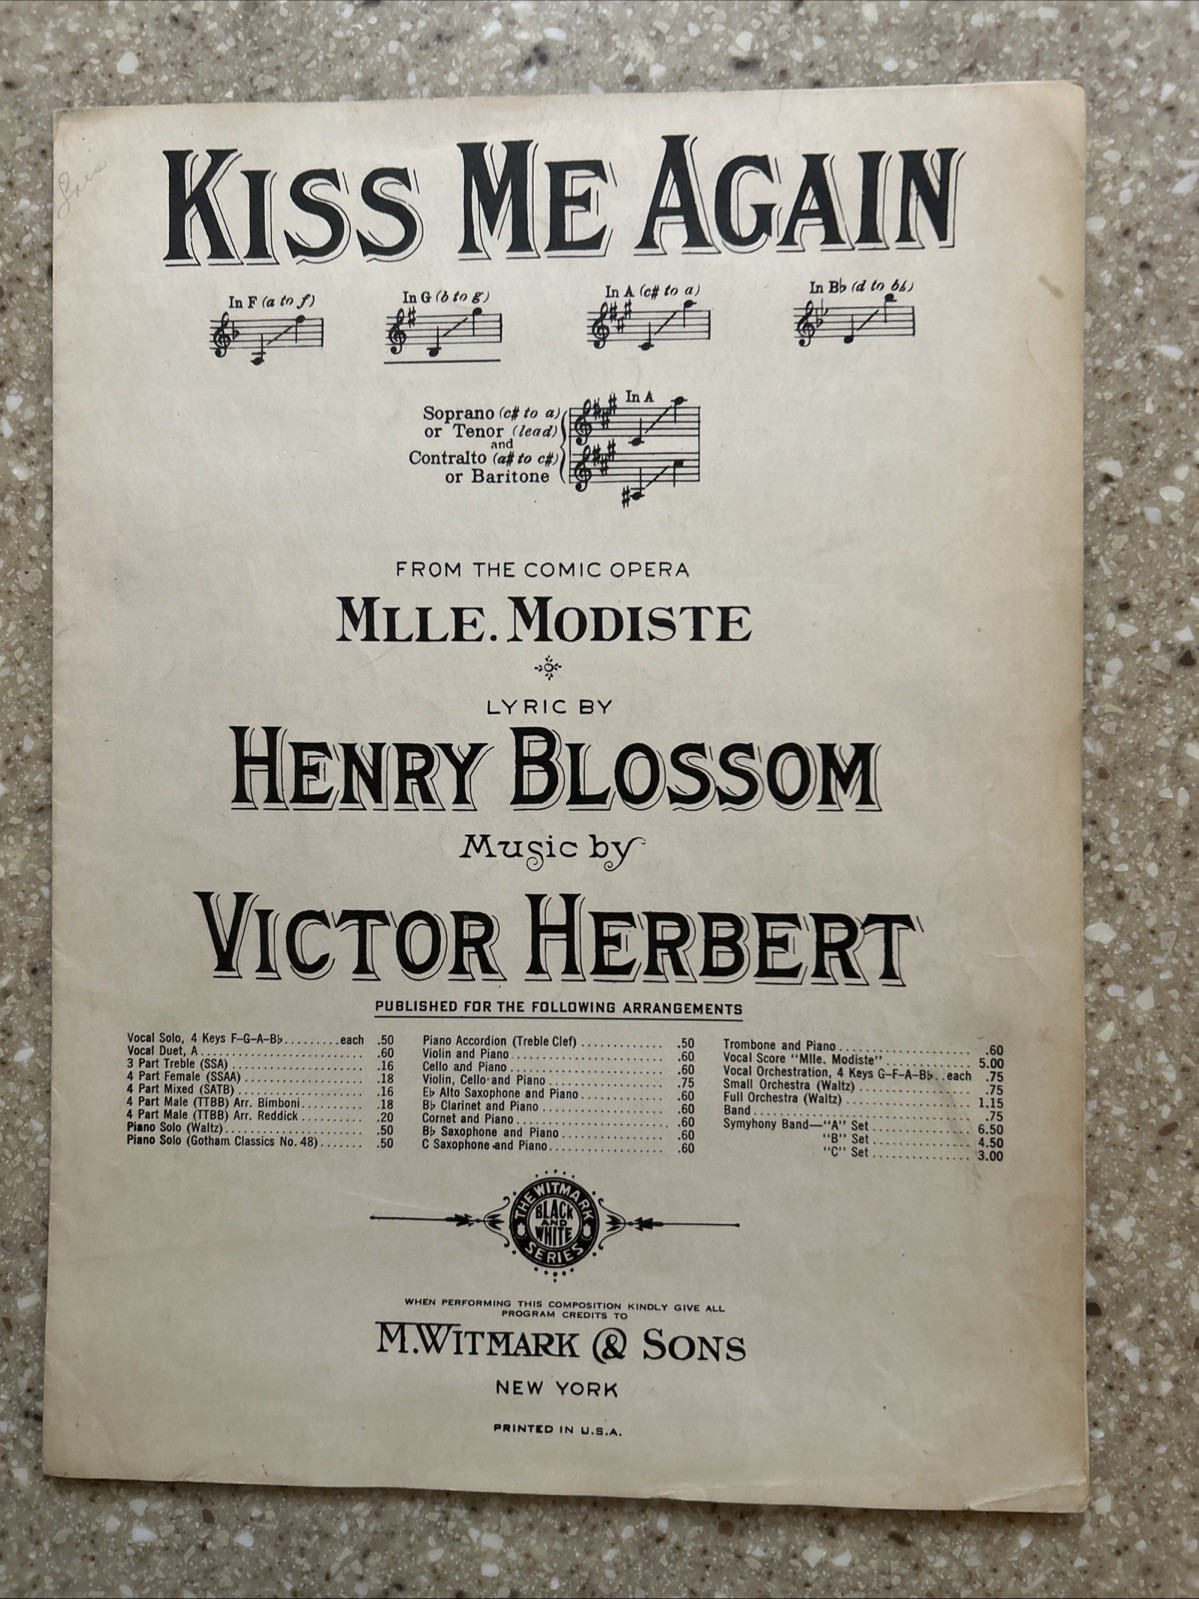 KISS ME AGAIN
In F (a to f)
In G (b to g)
In A (c# to a)
In B♭ (d to b♭)
In A
Soprano (c# to a)
or Tenor (lead)
and
Contralto (a# to c#)
or Baritone
FROM THE COMIC OPERA
MLLE. MODISTE
LYRIC BY
HENRY BLOSSOM
Music by
VICTOR HERBERT
PUBLISHED FOR THE FOLLOWING ARRANGEMENTS
Vocal Solo, 4 Keys F-G-A-B♭.........each .50
Vocal Duet, A.......................... .60
3 Part Treble (SSA)..................... .16
4 Part Female (SSAA).................... .18
4 Part Mixed (SATB)..................... .16
4 Part Male (TTBB) Arr. Bimboni........... .18
4 Part Male (TTBB) Arr. Reddick........... .20
Piano Solo (Waltz)....................... .50
Piano Solo (Gotham Classics No. 48)....... .50
Piano Accordion (Treble Clef)............. .50
Violin and Piano........................ .60
Cello and Piano......................... .60
Violin, Cello and Piano................. .75
E♭ Alto Saxophone and Piano............. .60
B♭ Clarinet and Piano................... .60
Cornet and Piano........................ .60
B♭ Saxophone and Piano.................. .60
C Saxophone and Piano................... .60
Trombone and Piano...................... .60
Vocal Score "Mlle. Modiste"............. 5.00
Vocal Orchestration, 4 Keys G-F-A-B♭..each .75
Small Orchestra (Waltz)................. .75
Full Orchestra (Waltz).................. 1.15
Band.................................... .75
Symyhony Band—"A" Set................... 6.50
"B" Set................... 4.50
"C" Set................... 3.00
THE WITMARK
BLACK
AND
WHITE
SERIES
WHEN PERFORMING THIS COMPOSITION KINDLY GIVE ALL
PROGRAM CREDITS TO
M. WITMARK & SONS
NEW YORK
PRINTED IN U.S.A.